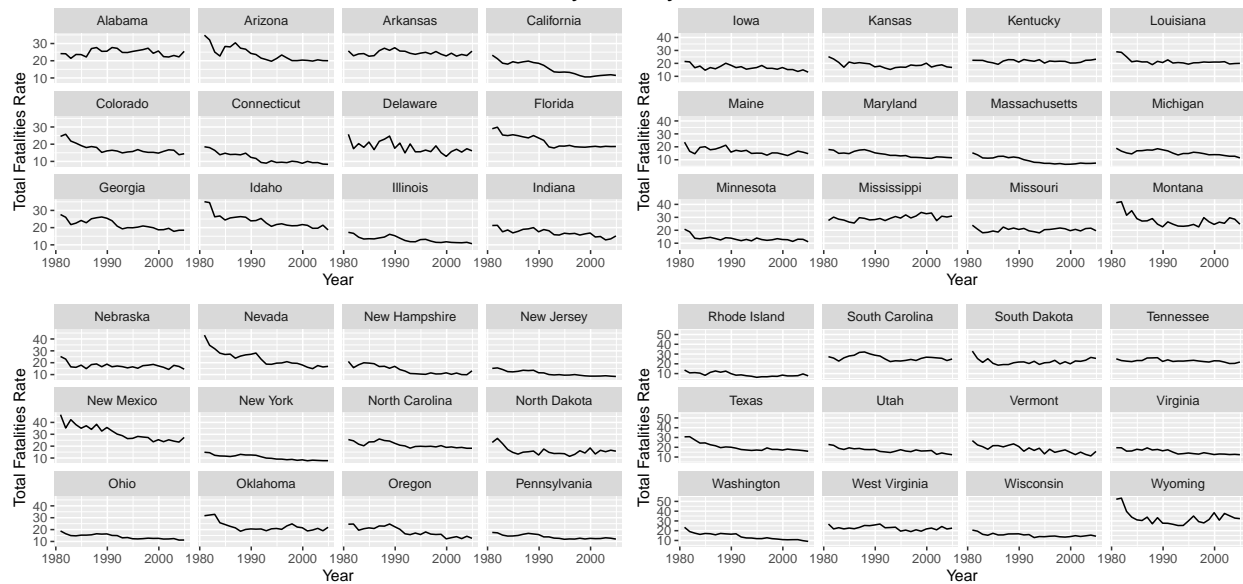 Alabama Arizona Arkansas California
30
20
10
Colorado Connecticut Delaware Florida
30
20
10
Georgia Idaho Illinois Indiana
30
20
10
1980 1990 2000 1980 1990 2000 1980 1990 2000 1980 1990 2000
Year
Total Fatalities Rate
Iowa Kansas Kentucky Louisiana
40
30
20
10
Maine Maryland Massachusetts Michigan
40
30
20
10
Minnesota Mississippi Missouri Montana
40
30
20
10
1980 1990 2000 1980 1990 2000 1980 1990 2000 1980 1990 2000
Year
Total Fatalities Rate
Nebraska Nevada New Hampshire New Jersey
40
30
20
10
New Mexico New York North Carolina North Dakota
40
30
20
10
Ohio Oklahoma Oregon Pennsylvania
40
30
20
10
1980 1990 2000 1980 1990 2000 1980 1990 2000 1980 1990 2000
Year
Total Fatalities Rate
Rhode Island South Carolina South Dakota Tennessee
50
40
30
20
10
Texas Utah Vermont Virginia
50
40
30
20
10
Washington West Virginia Wisconsin Wyoming
50
40
30
20
10
1980 1990 2000 1980 1990 2000 1980 1990 2000 1980 1990 2000
Year
Total Fatalities Rate